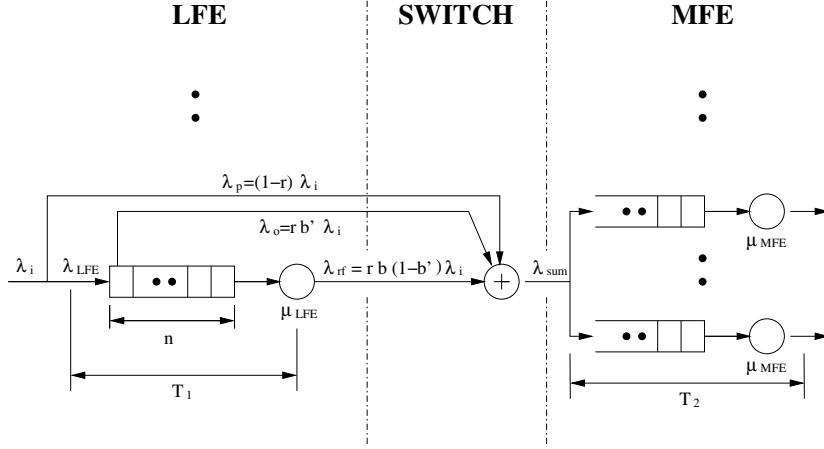 LFE SWITCH MFE
λp=(1−r) λi
λo=r b' λi
λi λLFE λrf = r b (1−b') λi + λsum μMFE
μLFE
n
μMFE
T1 T2